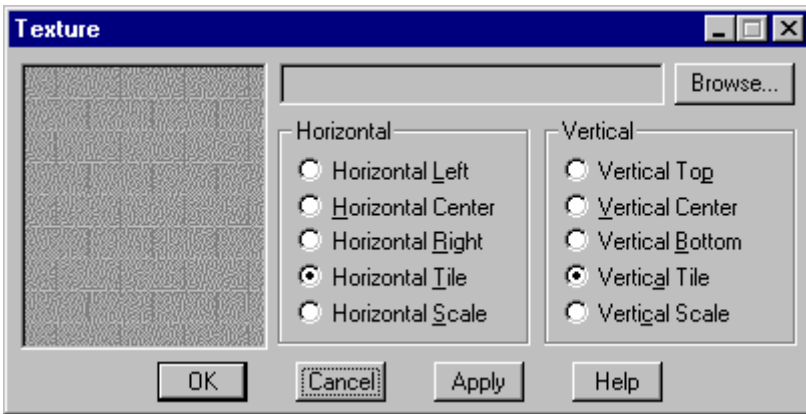 Texture
Browse...
Horizontal
Horizontal Left
Horizontal Center
Horizontal Right
Horizontal Tile
Horizontal Scale
Vertical
Vertical Top
Vertical Center
Vertical Bottom
Vertical Tile
Vertical Scale
OK
Cancel
Apply
Help